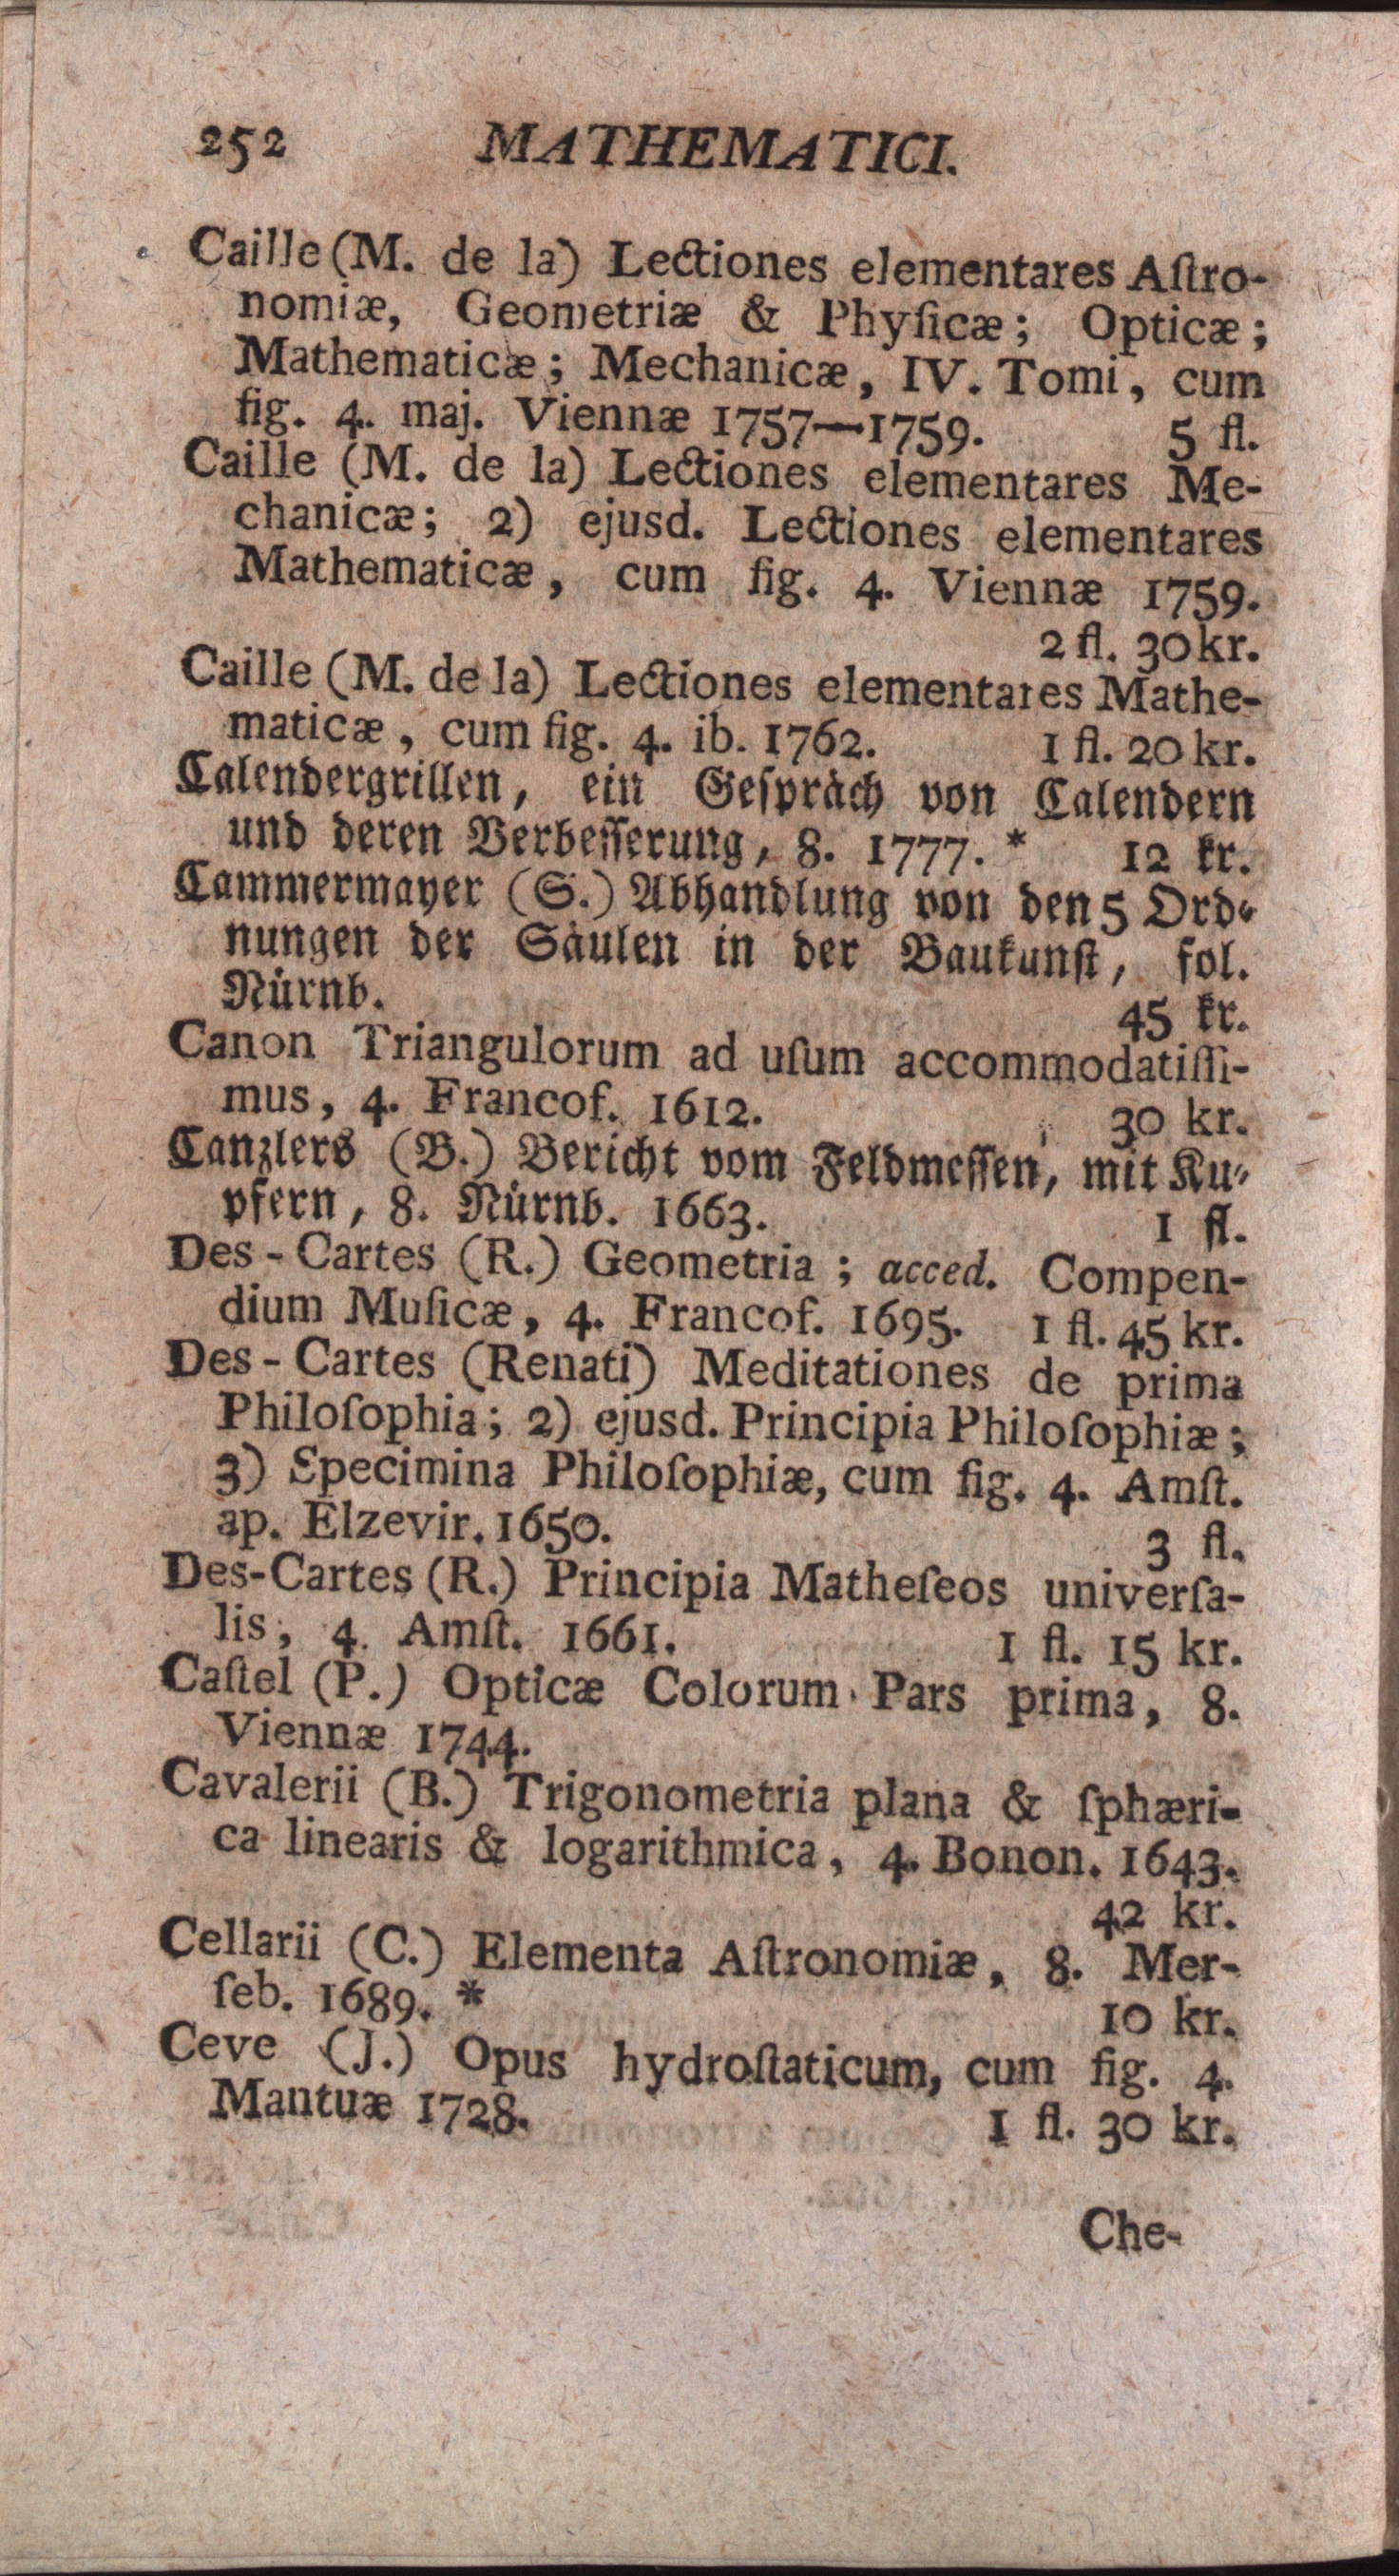 252 MATHEMATICI.
Caille (M. de la) Lectiones elementares Aſtro-
nomiæ, Geometriæ & Phyſicæ; Opticæ;
Mathematicæ; Mechanicæ, IV. Tomi, cum
fig. 4. maj. Viennæ 1757—1759. 5 fl.
Caille (M. de la) Lectiones elementares Me-
chanicæ; 2) ejusd. Lectiones elementares
Mathematicæ, cum fig. 4. Viennæ 1759.
2 fl. 30 kr.
Caille (M. de la) Lectiones elementares Mathe-
maticæ, cum fig. 4. ib. 1762. 1 fl. 20 kr.
Calendergrillen, ein Geſpräch von Calendern
und deren Verbeſſerung, 8. 1777. * 12 kr.
Cammermayer (S.) Abhandlung von den 5 Ord-
nungen der Säulen in der Baukunſt, fol.
Nürnb. 45 kr.
Canon Triangulorum ad uſum accommodatiſſi-
mus, 4. Francof. 1612. 30 kr.
Canzlers (B.) Bericht vom Feldmeſſen, mit Ku-
pfern, 8. Nürnb. 1663. 1 fl.
Des-Cartes (R.) Geometria; acced. Compen-
dium Muſicæ, 4. Francof. 1695. 1 fl. 45 kr.
Des-Cartes (Renati) Meditationes de prima
Philoſophia; 2) ejusd. Principia Philoſophiæ;
3) Specimina Philoſophiæ, cum fig. 4. Amſt.
ap. Elzevir. 1650. 3 fl.
Des-Cartes (R.) Principia Matheſeos univerſa-
lis, 4. Amſt. 1661. 1 fl. 15 kr.
Caſtel (P.) Opticæ Colorum Pars prima, 8.
Viennæ 1744.
Cavalerii (B.) Trigonometria plana & ſphæri-
ca linearis & logarithmica, 4. Bonon. 1643.
42 kr.
Cellarii (C.) Elementa Aſtronomiæ, 8. Mer-
ſeb. 1689. * 10 kr.
Ceve (J.) Opus hydroſtaticum, cum fig. 4.
Mantuæ 1728. 1 fl. 30 kr.
Che-